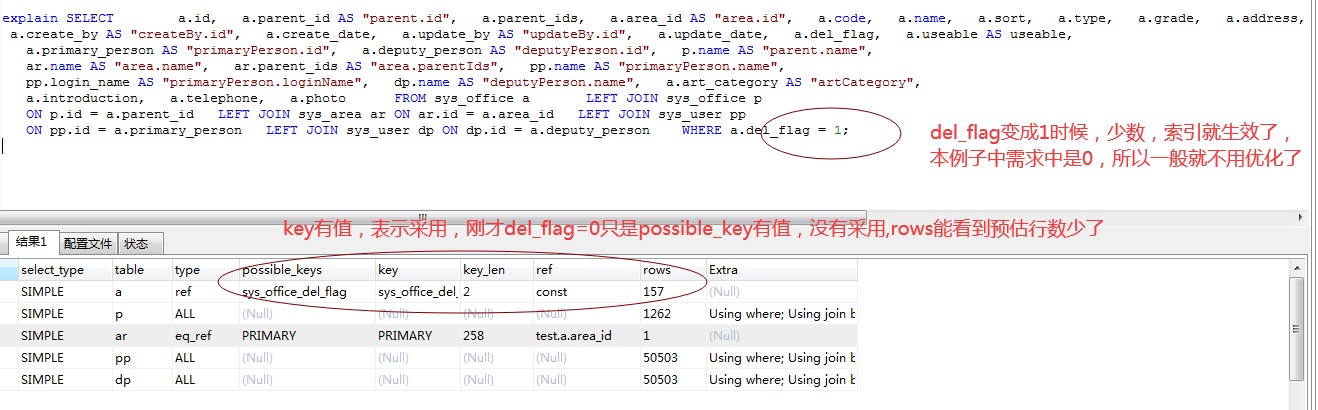 explain SELECT a.id, a.parent_id AS "parent.id", a.parent_ids, a.area_id AS "area.id", a.code, a.name, a.sort, a.type, a.grade, a.address,
a.create_by AS "createBy.id", a.create_date, a.update_by AS "updateBy.id", a.update_date, a.del_flag, a.useable AS useable,
a.primary_person AS "primaryPerson.id", a.deputy_person AS "deputyPerson.id", p.name AS "parent.name",
ar.name AS "area.name", ar.parent_ids AS "area.parentIds", pp.name AS "primaryPerson.name",
pp.login_name AS "primaryPerson.loginName", dp.name AS "deputyPerson.name", a.art_category AS "artCategory",
a.introduction, a.telephone, a.photo FROM sys_office a LEFT JOIN sys_office p
ON p.id = a.parent_id LEFT JOIN sys_area ar ON ar.id = a.area_id LEFT JOIN sys_user pp
ON pp.id = a.primary_person LEFT JOIN sys_user dp ON dp.id = a.deputy_person WHERE a.del_flag = 1;
del_flag变成1时候，少数，索引就生效了，
本例子中需求中是0，所以一般就不用优化了
key有值，表示采用，刚才del_flag=0只是possible_key有值，没有采用,rows能看到预估行数少了
结果1 配置文件 状态
select_type table type possible_keys key key_len ref rows Extra
SIMPLE a ref sys_office_del_flag sys_office_del_ 2 const 157 (Null)
SIMPLE p ALL (Null) (Null) (Null) (Null) 1262 Using where; Using join b
SIMPLE ar eq_ref PRIMARY PRIMARY 258 test.a.area_id 1 (Null)
SIMPLE pp ALL (Null) (Null) (Null) (Null) 50503 Using where; Using join b
SIMPLE dp ALL (Null) (Null) (Null) (Null) 50503 Using where; Using join b